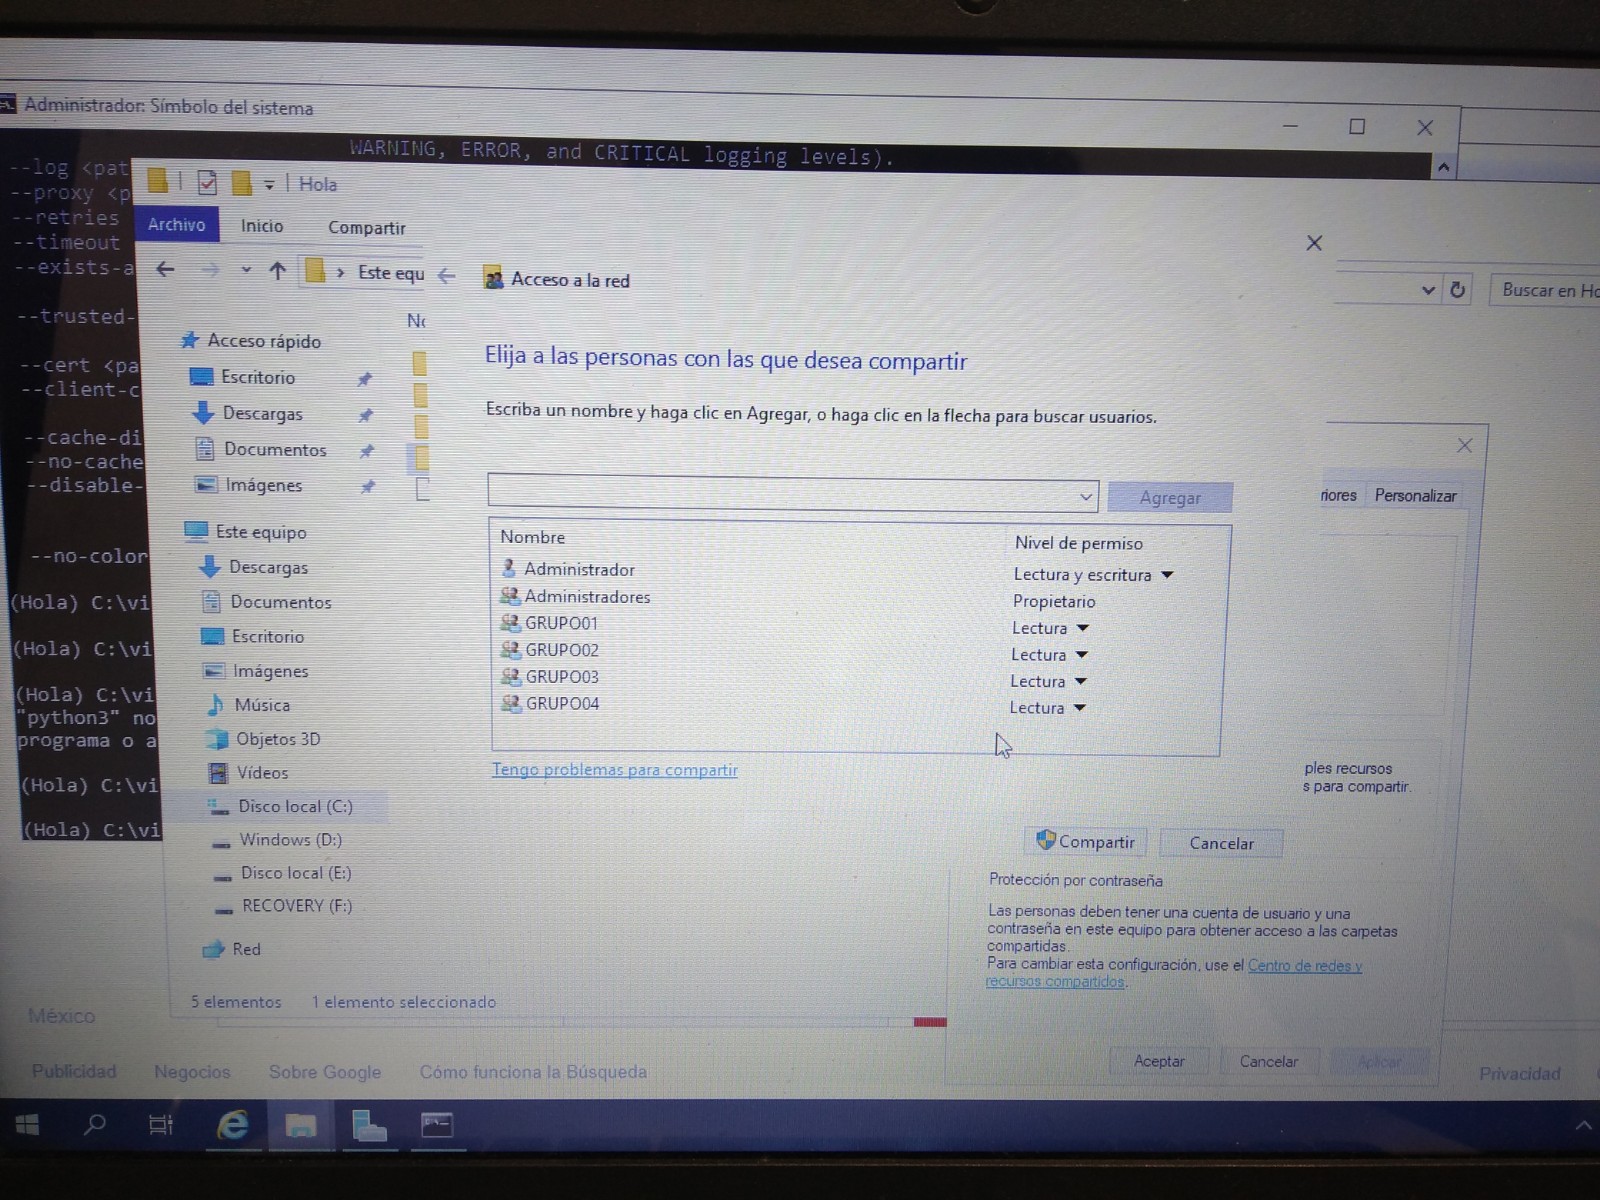 Administrador: Símbolo del sistema
WARNING, ERROR, and CRITICAL logging levels).
--log <pat
--proxy <p
--retries
--timeout
--exists-a
--trusted-
--cert <pa
--client-c
--cache-di
--no-cache
--disable-
--no-color
(Hola) C:\vi
(Hola) C:\vi
(Hola) C:\vi
"python3" no
programa o a
(Hola) C:\vi
(Hola) C:\vi
Hola
Archivo Inicio Compartir
Este equ
Buscar en Ho
Acceso rápido
Escritorio
Descargas
Documentos
Imágenes
Este equipo
Descargas
Documentos
Escritorio
Imágenes
Música
Objetos 3D
Vídeos
Disco local (C:)
Windows (D:)
Disco local (E:)
RECOVERY (F:)
Red
5 elementos 1 elemento seleccionado
Acceso a la red
Elija a las personas con las que desea compartir
Escriba un nombre y haga clic en Agregar, o haga clic en la flecha para buscar usuarios.
Agregar
Nombre Nivel de permiso
Administrador Lectura y escritura
Administradores Propietario
GRUPO01 Lectura
GRUPO02 Lectura
GRUPO03 Lectura
GRUPO04 Lectura
Tengo problemas para compartir
Compartir Cancelar
riores Personalizar
ples recursos
s para compartir.
Protección por contraseña
Las personas deben tener una cuenta de usuario y una
contraseña en este equipo para obtener acceso a las carpetas
compartidas.
Para cambiar esta configuración, use el Centro de redes y
recursos compartidos.
Aceptar Cancelar Aplicar
México
Publicidad Negocios Sobre Google Cómo funciona la Búsqueda Privacidad